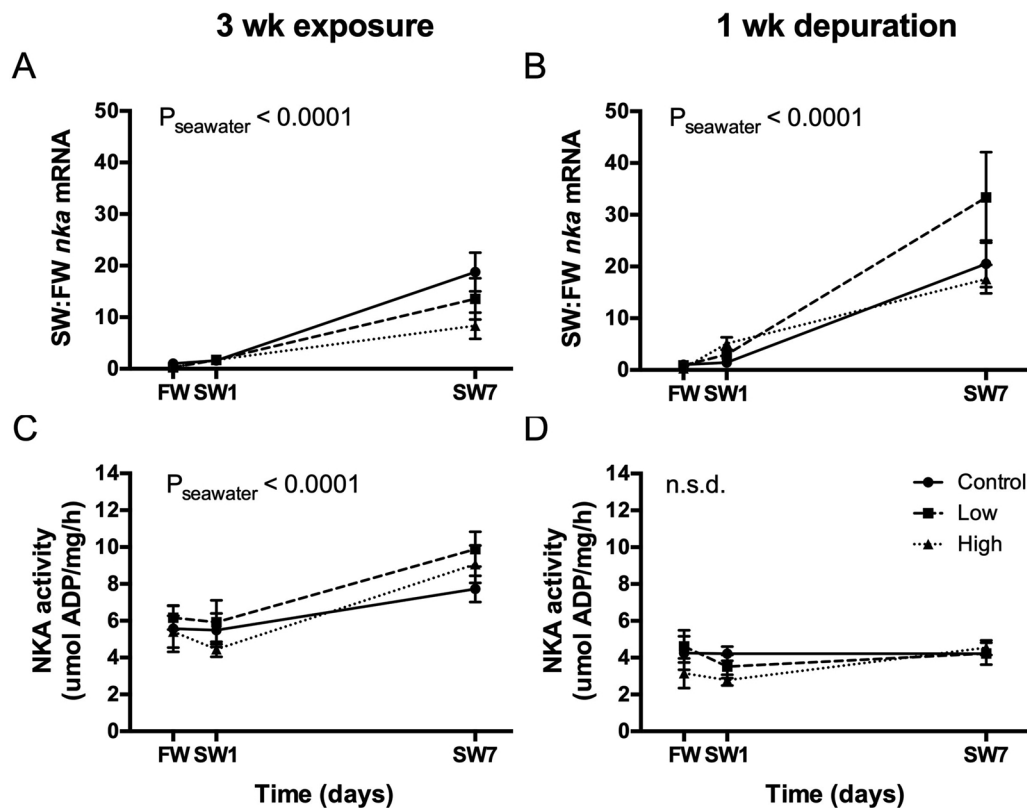 3 wk exposure
1 wk depuration
A
B
SW:FW nka mRNA
50
40
30
20
10
0
P seawater < 0.0001
FW SW1 SW7
SW:FW nka mRNA
50
40
30
20
10
0
P seawater < 0.0001
FW SW1 SW7
C
D
NKA activity
(umol ADP/mg/h)
14
12
10
8
6
4
2
0
P seawater < 0.0001
FW SW1 SW7
Time (days)
NKA activity
(umol ADP/mg/h)
14
12
10
8
6
4
2
0
n.s.d.
Control
Low
High
FW SW1 SW7
Time (days)